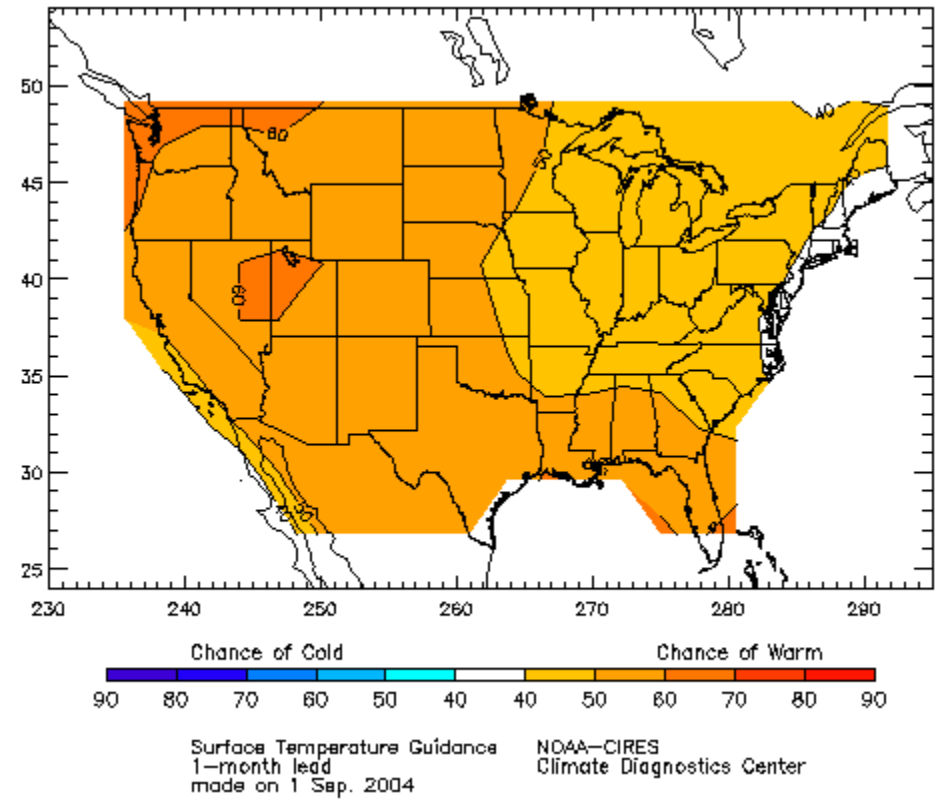 50
45
40
35
30
25
230 240 250 260 270 280 290
60
50
40
60
Chance of Cold Chance of Warm
90 80 70 60 50 40 40 50 60 70 80 90
Surface Temperature Guidance NOAA-CIRES
1-month lead Climate Diagnostics Center
made on 1 Sep. 2004